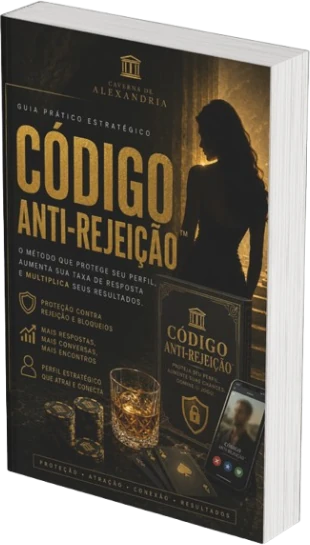 CAVERNA DE
ALEXANDRIA
GUIA PRÁTICO ESTRATÉGICO
CÓDIGO
ANTI-REJEIÇÃO™
O MÉTODO QUE PROTEGE SEU PERFIL,
AUMENTA SUA TAXA DE RESPOSTA
E MULTIPLICA SEUS RESULTADOS.
PROTEÇÃO CONTRA
REJEIÇÃO E BLOQUEIOS
MAIS RESPOSTAS,
MAIS CONVERSAS,
MAIS ENCONTROS
PERFIL ESTRATÉGICO
QUE ATRAI E CONECTA
CÓDIGO
ANTI-REJEIÇÃO
PROTEÇÃO • ATRAÇÃO • CONEXÃO • RESULTADOS